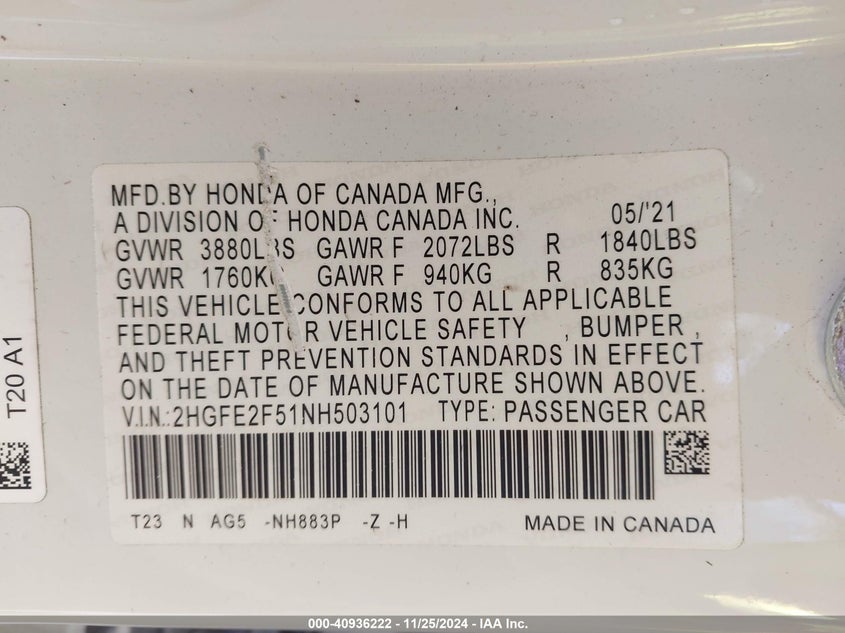 MFD.BY HONDA OF CANADA MFG.,
A DIVISION OF HONDA CANADA INC. 05/'21
GVWR 3880LBS GAWR F 2072LBS R 1840LBS
GVWR 1760KG GAWR F 940KG R 835KG
THIS VEHICLE CONFORMS TO ALL APPLICABLE
FEDERAL MOTOR VEHICLE SAFETY , BUMPER ,
AND THEFT PREVENTION STANDARDS IN EFFECT
ON THE DATE OF MANUFACTURE SHOWN ABOVE.
V.I.N.:2HGFE2F51NH503101 TYPE: PASSENGER CAR
T23 N AG5 -NH883P -Z -H MADE IN CANADA
T20 A1
000-40936222 - 11/25/2024 - IAA Inc.